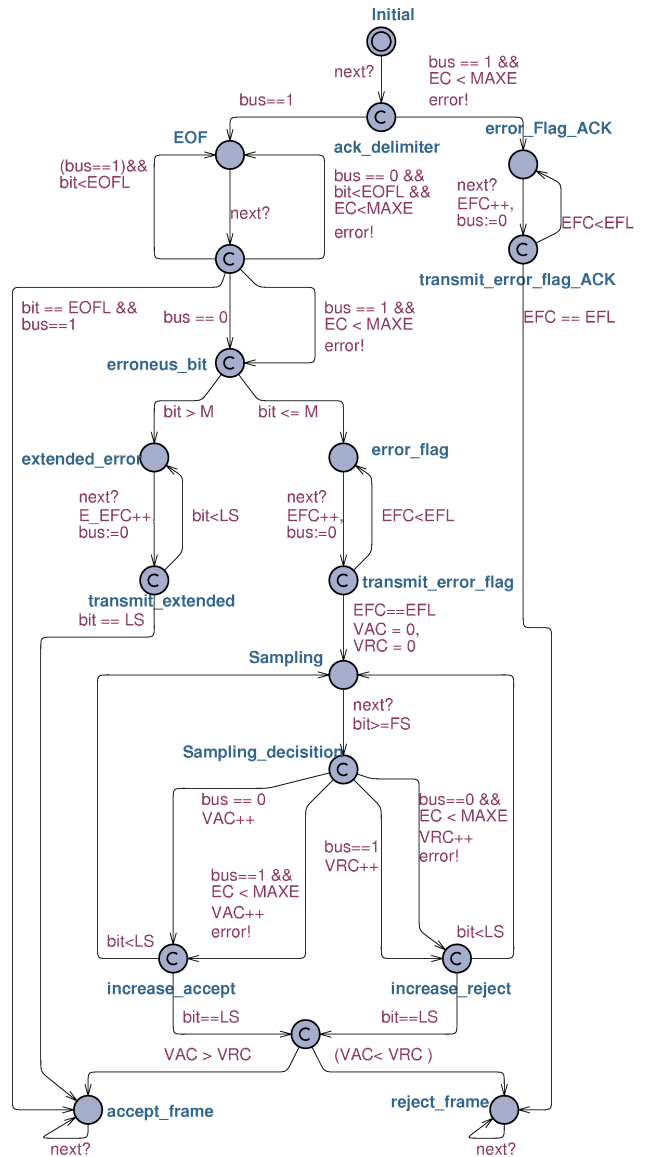 Initial
next?
bus == 1 &&
EC < MAXE
error!
bus==1
EOF
ack_delimiter
error_Flag_ACK
C
(bus==1)&&
bit<EOFL
next?
bus == 0 &&
bit<EOFL &&
EC<MAXE
error!
next?
EFC++,
bus:=0
EFC<EFL
C
C
transmit_error_flag_ACK
bit == EOFL &&
bus==1
bus == 0
bus == 1 &&
EC < MAXE
error!
EFC == EFL
erroneus_bit
C
bit > M
bit <= M
extended_error
error_flag
next?
E_EFC++,
bus:=0
bit<LS
next?
EFC++,
bus:=0
EFC<EFL
C
C
transmit_extended
transmit_error_flag
bit == LS
EFC==EFL
VAC = 0,
VRC = 0
Sampling
next?
bit>=FS
Sampling_decisition
C
bus == 0
VAC++
bus==0 &&
EC < MAXE
VRC++
error!
bus==1
VRC++
bus==1 &&
EC < MAXE
VAC++
error!
bit<LS
bit<LS
C
C
increase_accept
increase_reject
bit==LS
bit==LS
C
VAC > VRC
(VAC< VRC )
accept_frame
reject_frame
next?
next?